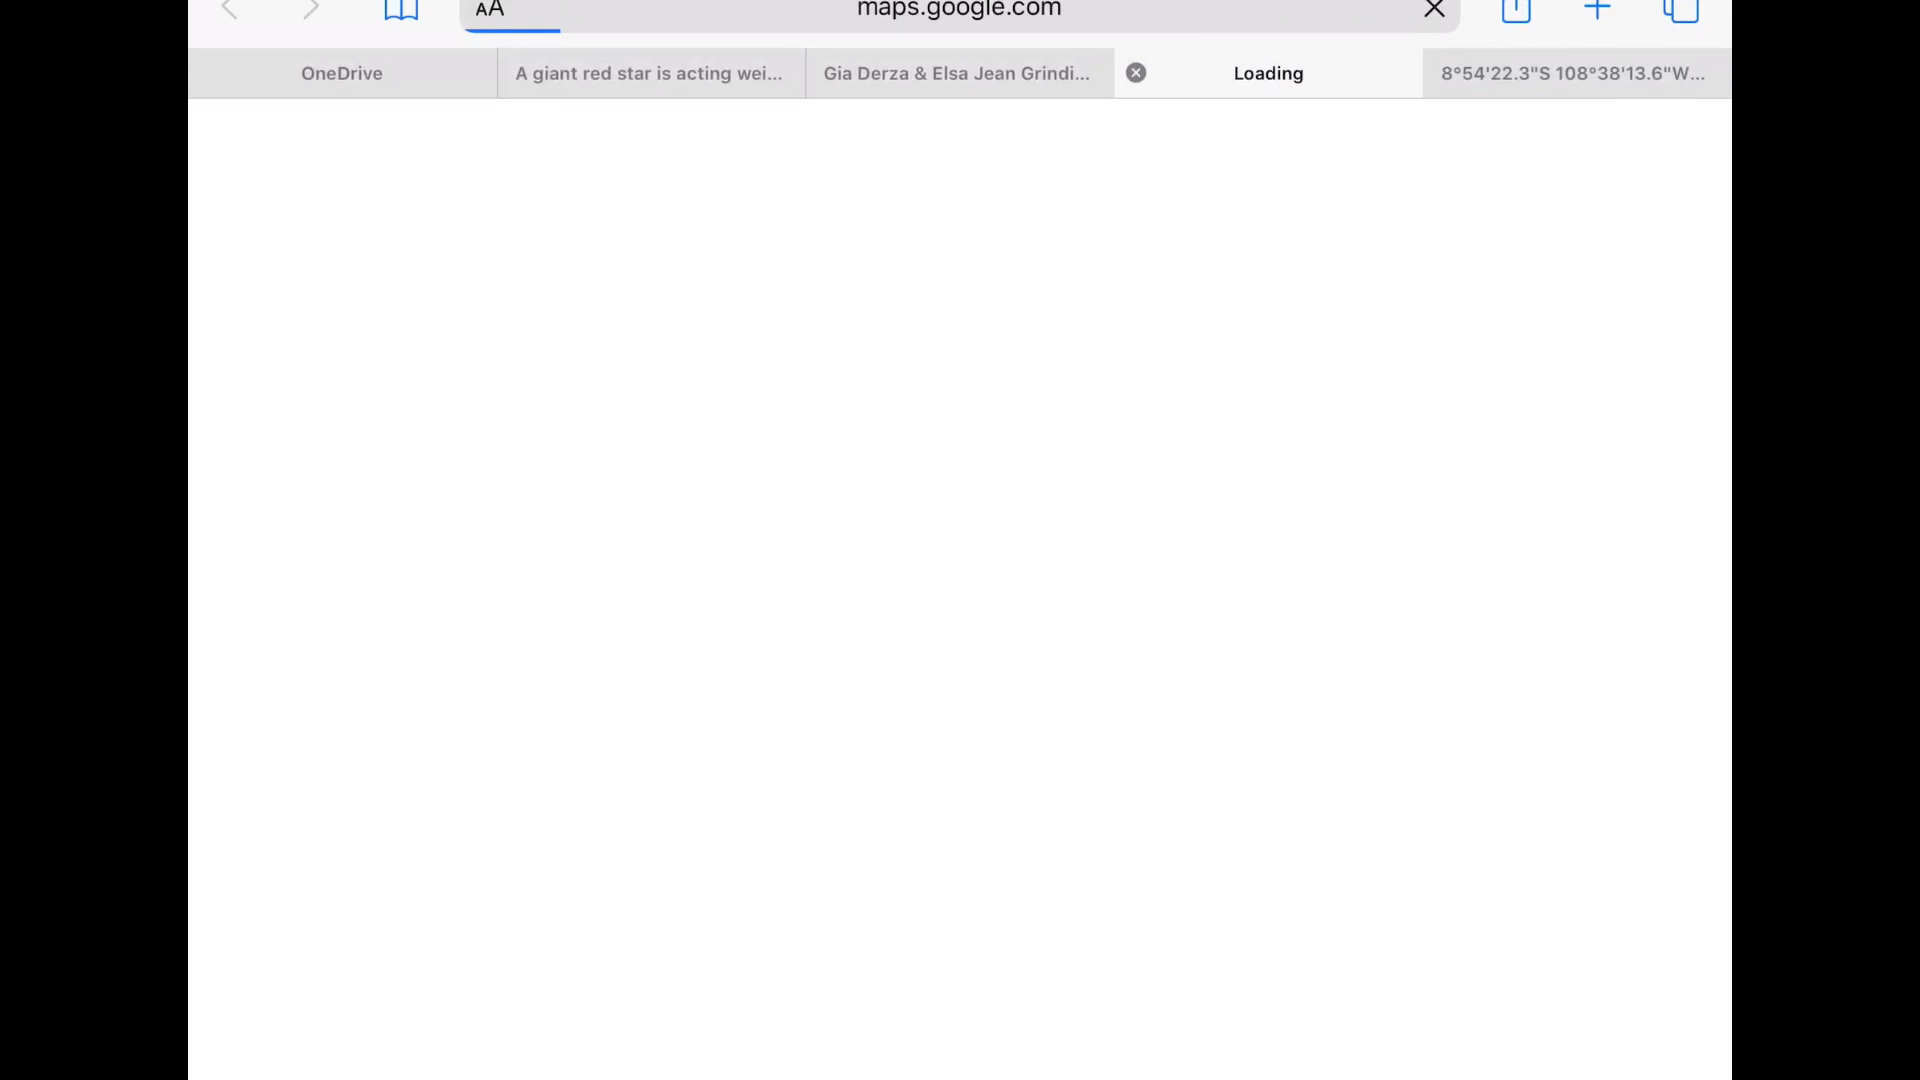 AA maps.google.com
OneDrive
A giant red star is acting wei...
Gia Derza & Elsa Jean Grindi...
Loading
8°54'22.3"S 108°38'13.6"W...